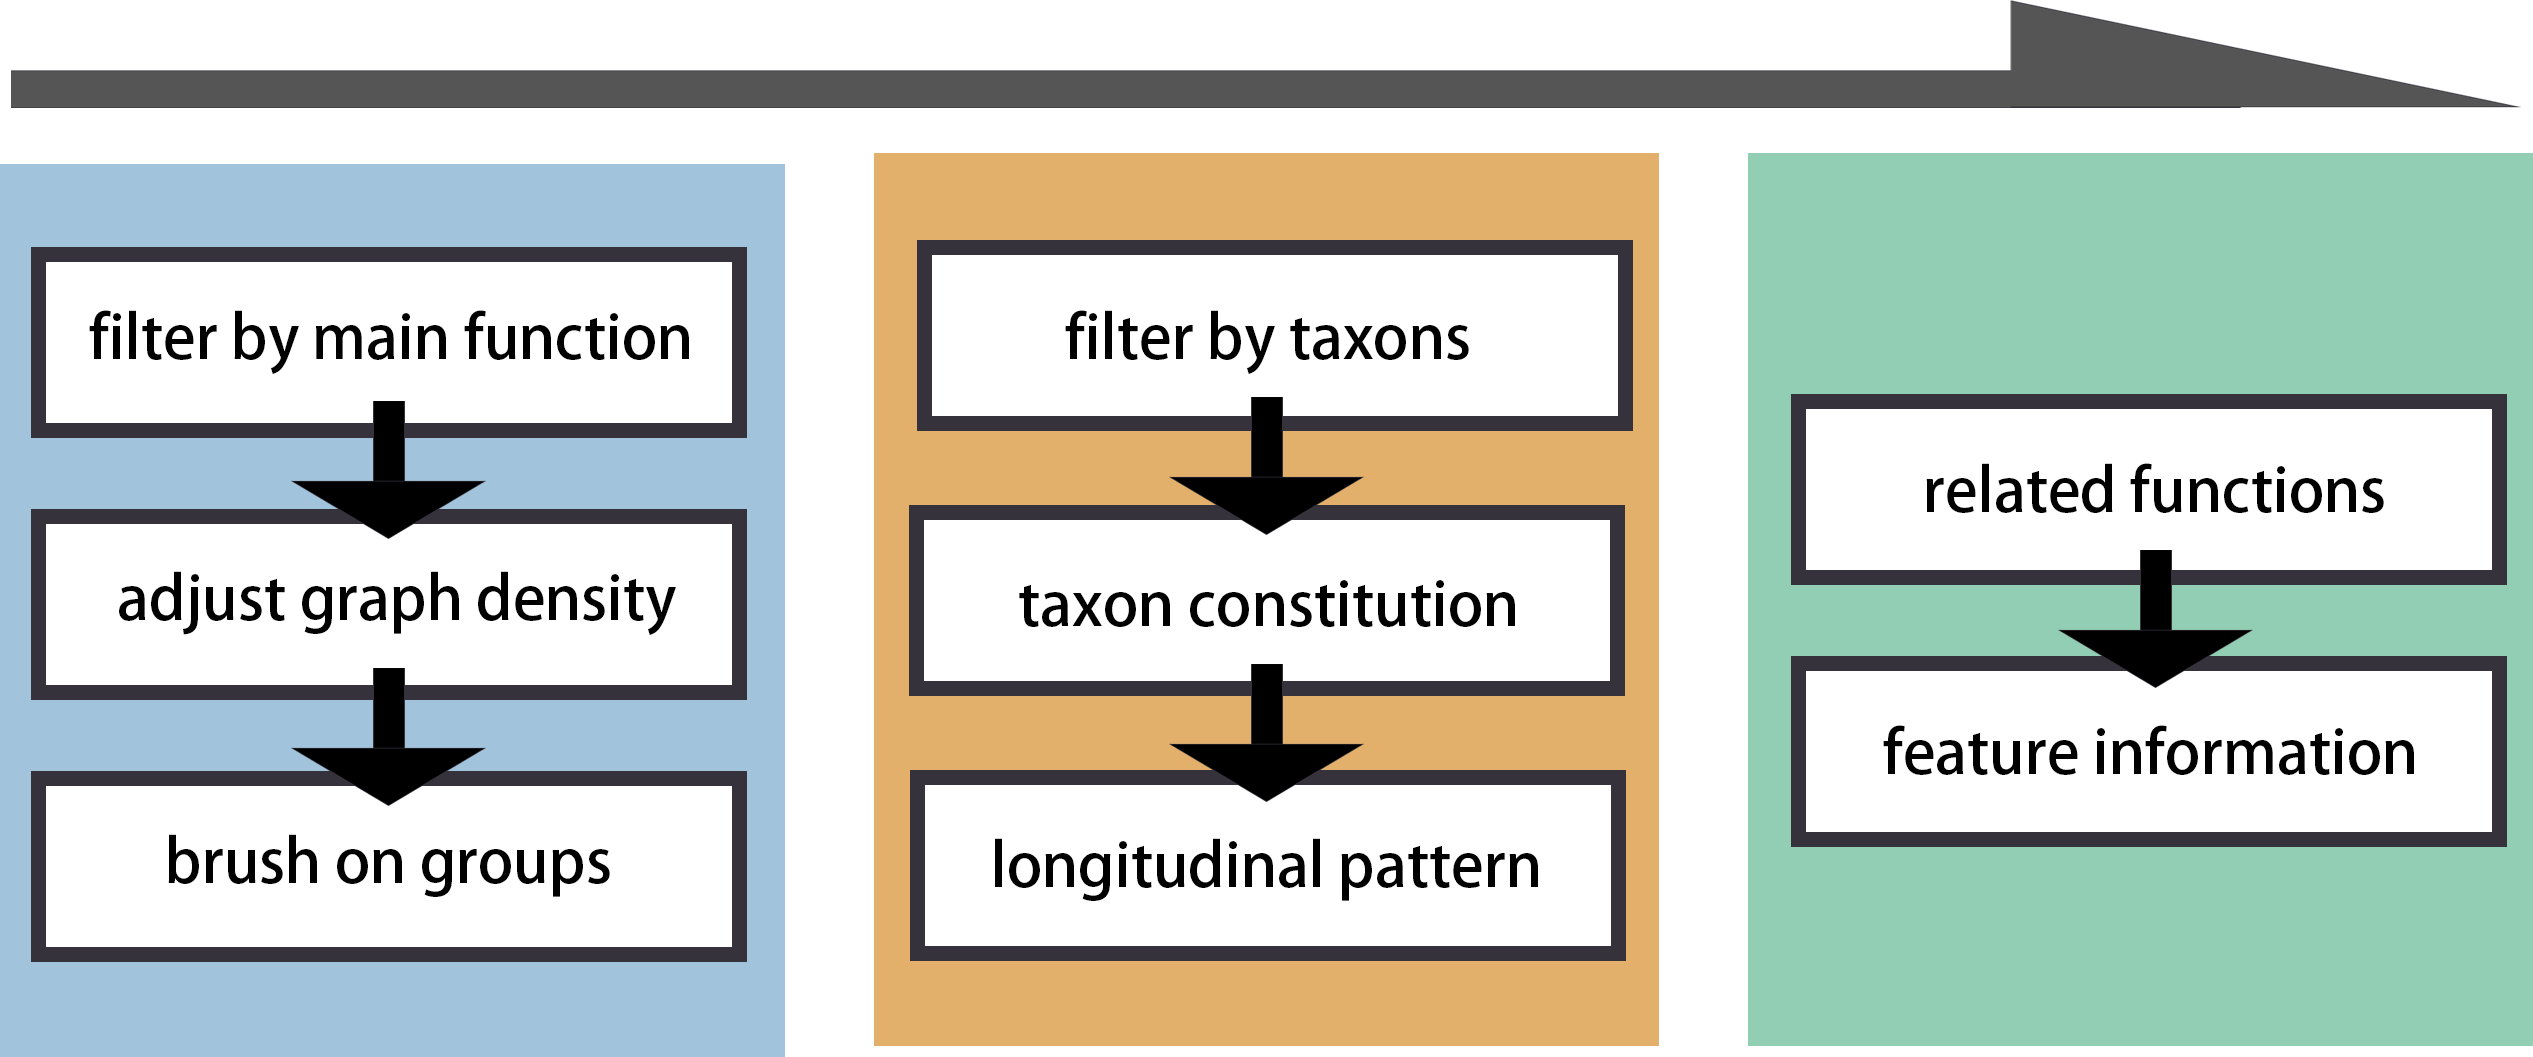 filter by main function
adjust graph density
brush on groups
filter by taxons
taxon constitution
longitudinal pattern
related functions
feature information